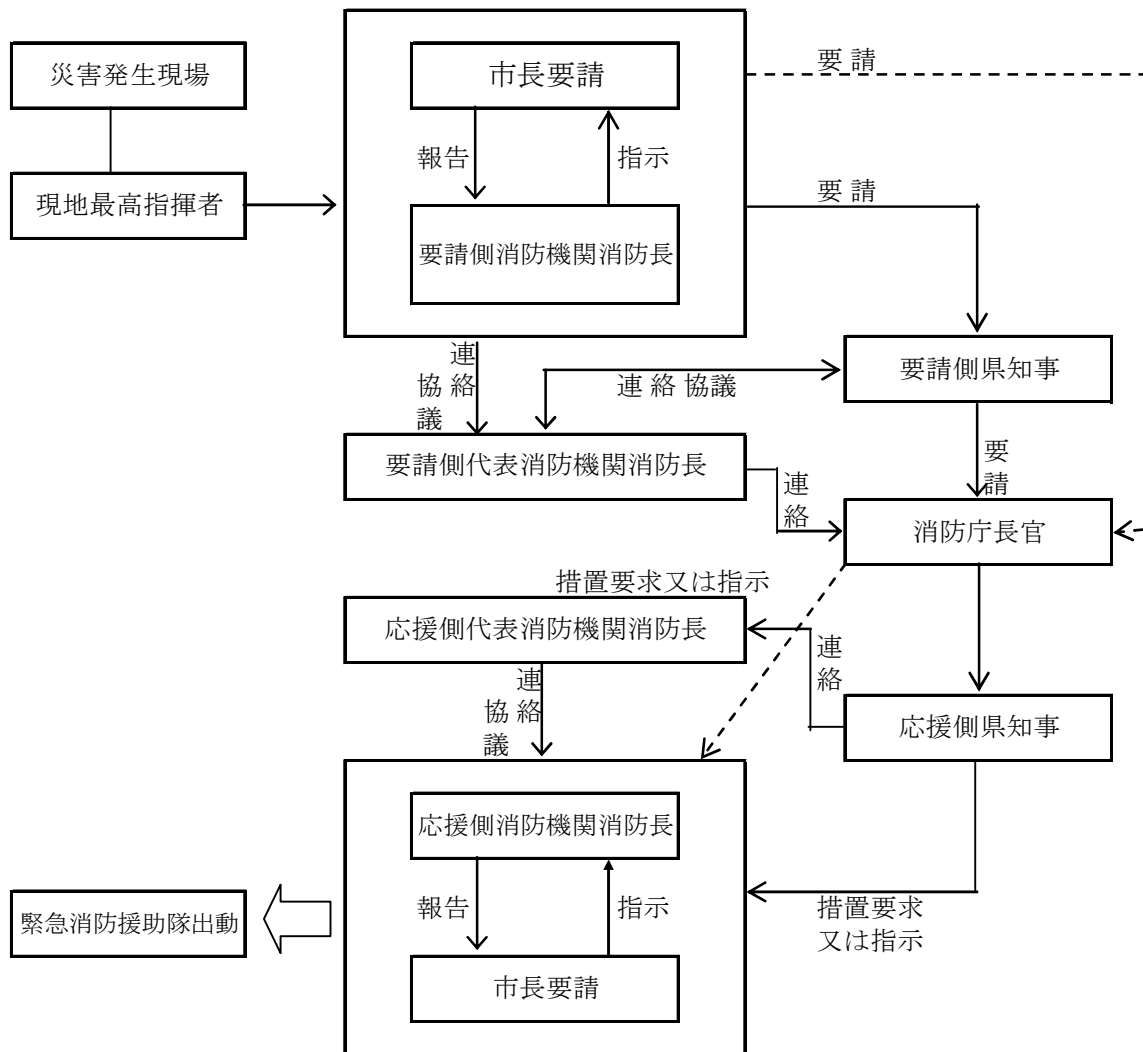 災害発生現場
市長要請
要 請
報告
指示
現地最高指揮者
要 請
要請側消防機関消防長
連絡
協議
連 絡 協議
要請側県知事
要請側代表消防機関消防長
連絡
要請
消防庁長官
措置要求又は指示
応援側代表消防機関消防長
連絡
連絡
協議
応援側県知事
応援側消防機関消防長
報告
指示
緊急消防援助隊出動
措置要求
又は指示
市長要請